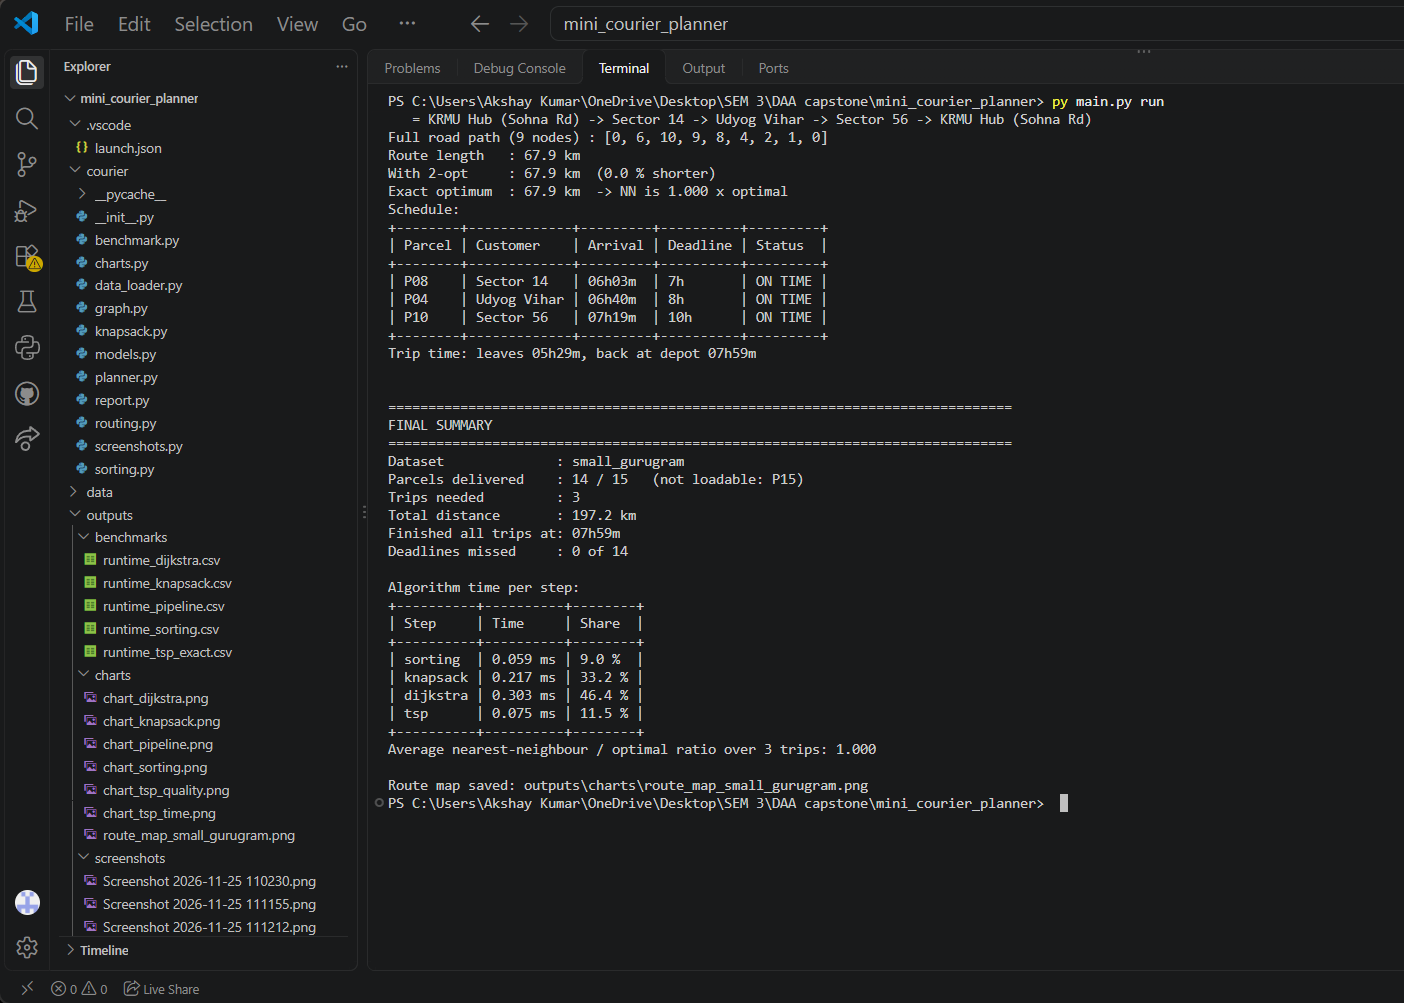 File Edit Selection View Go ··· ← → mini_courier_planner
Explorer ···
mini_courier_planner
.vscode
launch.json
courier
__pycache__
__init__.py
benchmark.py
charts.py
data_loader.py
graph.py
knapsack.py
models.py
planner.py
report.py
routing.py
screenshots.py
sorting.py
data
outputs
benchmarks
runtime_dijkstra.csv
runtime_knapsack.csv
runtime_pipeline.csv
runtime_sorting.csv
runtime_tsp_exact.csv
charts
chart_dijkstra.png
chart_knapsack.png
chart_pipeline.png
chart_sorting.png
chart_tsp_quality.png
chart_tsp_time.png
route_map_small_gurugram.png
screenshots
Screenshot 2026-11-25 110230.png
Screenshot 2026-11-25 111155.png
Screenshot 2026-11-25 111212.png
Timeline
Problems Debug Console Terminal Output Ports
PS C:\Users\Akshay Kumar\OneDrive\Desktop\SEM 3\DAA capstone\mini_courier_planner> py main.py run
= KRMU Hub (Sohna Rd) -> Sector 14 -> Udyog Vihar -> Sector 56 -> KRMU Hub (Sohna Rd)
Full road path (9 nodes) : [0, 6, 10, 9, 8, 4, 2, 1, 0]
Route length   : 67.9 km
With 2-opt     : 67.9 km  (0.0 % shorter)
Exact optimum  : 67.9 km  -> NN is 1.000 x optimal
Schedule:
+--------+-------------+---------+----------+---------+
| Parcel | Customer    | Arrival | Deadline | Status  |
+--------+-------------+---------+----------+---------+
| P08    | Sector 14   | 06h03m  | 7h       | ON TIME |
| P04    | Udyog Vihar | 06h40m  | 8h       | ON TIME |
| P10    | Sector 56   | 07h19m  | 10h      | ON TIME |
+--------+-------------+---------+----------+---------+
Trip time: leaves 05h29m, back at depot 07h59m
==============================================================================
FINAL SUMMARY
==============================================================================
Dataset              : small_gurugram
Parcels delivered    : 14 / 15   (not loadable: P15)
Trips needed         : 3
Total distance       : 197.2 km
Finished all trips at: 07h59m
Deadlines missed     : 0 of 14
Algorithm time per step:
+----------+----------+--------+
| Step     | Time     | Share  |
+----------+----------+--------+
| sorting  | 0.059 ms | 9.0 %  |
| knapsack | 0.217 ms | 33.2 % |
| dijkstra | 0.303 ms | 46.4 % |
| tsp      | 0.075 ms | 11.5 % |
+----------+----------+--------+
Average nearest-neighbour / optimal ratio over 3 trips: 1.000
Route map saved: outputs\charts\route_map_small_gurugram.png
PS C:\Users\Akshay Kumar\OneDrive\Desktop\SEM 3\DAA capstone\mini_courier_planner>
0 0 Live Share